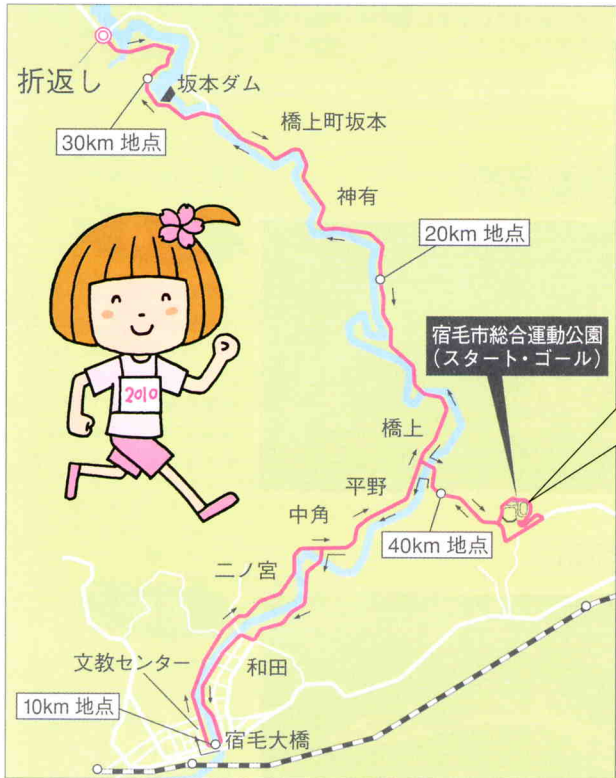 折返し
坂本ダム
30km 地点
橋上町坂本
神有
20km 地点
宿毛市総合運動公園
(スタート・ゴール)
2010
橋上
平野
中角
40km 地点
二ノ宮
文教センター
和田
10km 地点
宿毛大橋